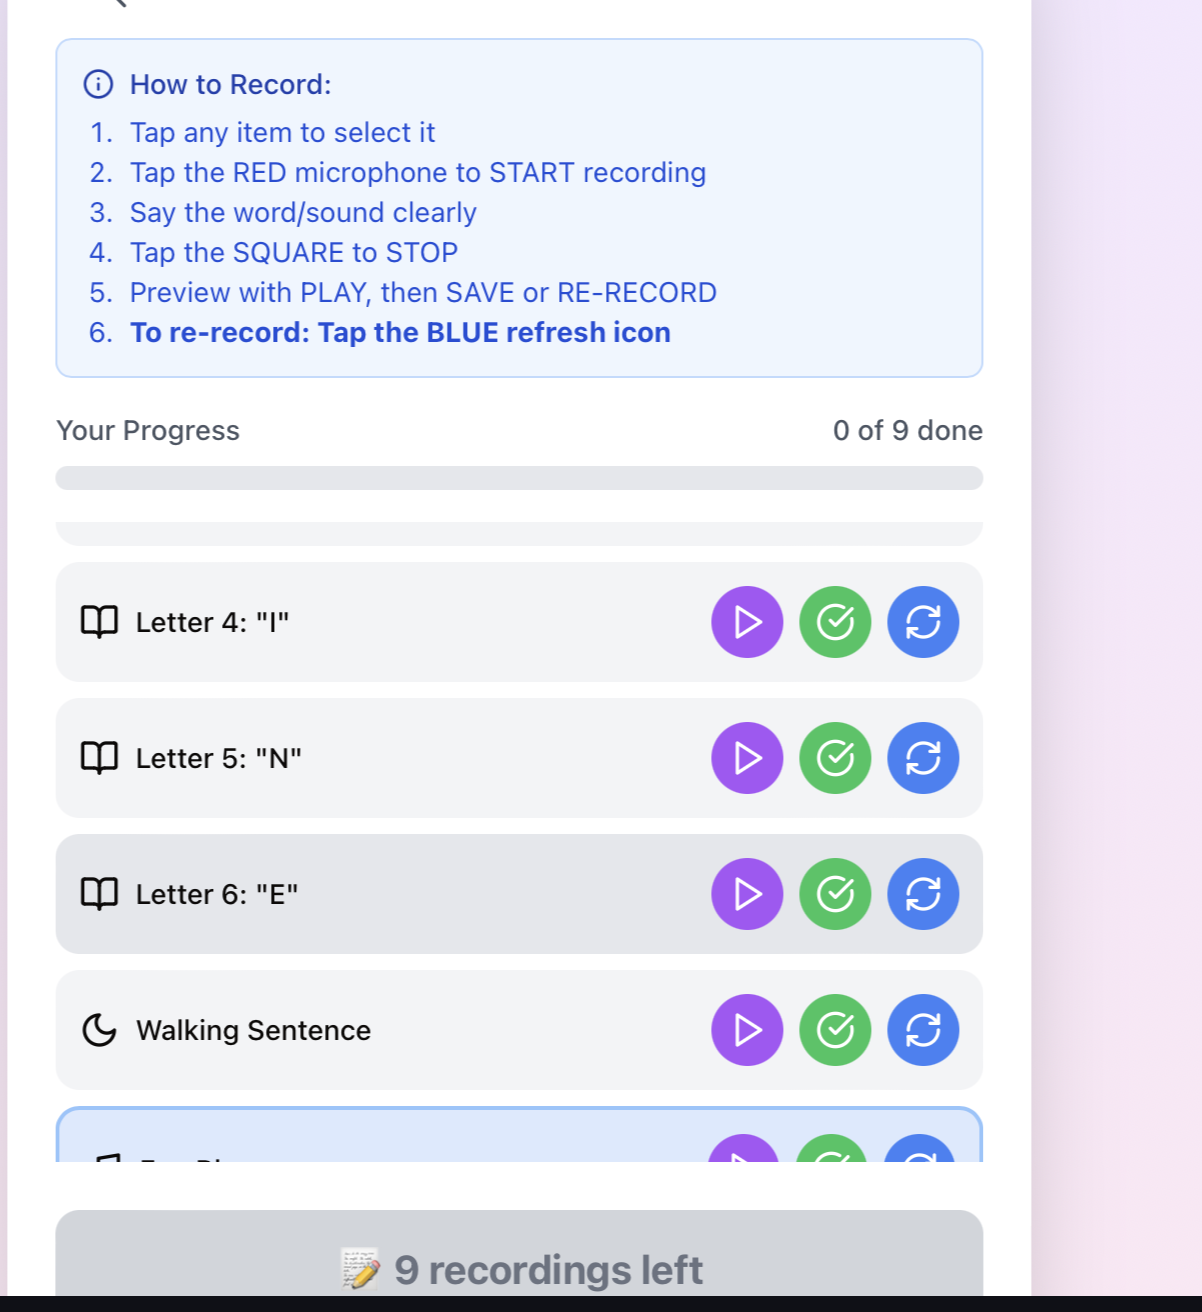 How to Record:
1. Tap any item to select it
2. Tap the RED microphone to START recording
3. Say the word/sound clearly
4. Tap the SQUARE to STOP
5. Preview with PLAY, then SAVE or RE-RECORD
6. To re-record: Tap the BLUE refresh icon
Your Progress
0 of 9 done
Letter 4: "I"
Letter 5: "N"
Letter 6: "E"
Walking Sentence
📝 9 recordings left